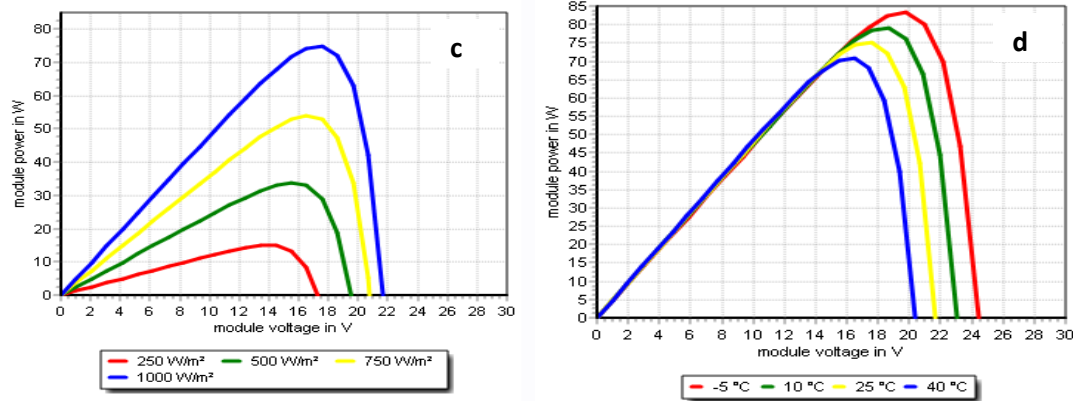 c
module power in W
80
70
60
50
40
30
20
10
0
0 2 4 6 8 10 12 14 16 18 20 22 24 26 28 30
module voltage in V
250 W/m² 500 W/m² 750 W/m²
1000 W/m²
d
module power in W
85
80
75
70
65
60
55
50
45
40
35
30
25
20
15
10
5
0
0 2 4 6 8 10 12 14 16 18 20 22 24 26 28 30
module voltage in V
-5 °C 10 °C 25 °C 40 °C